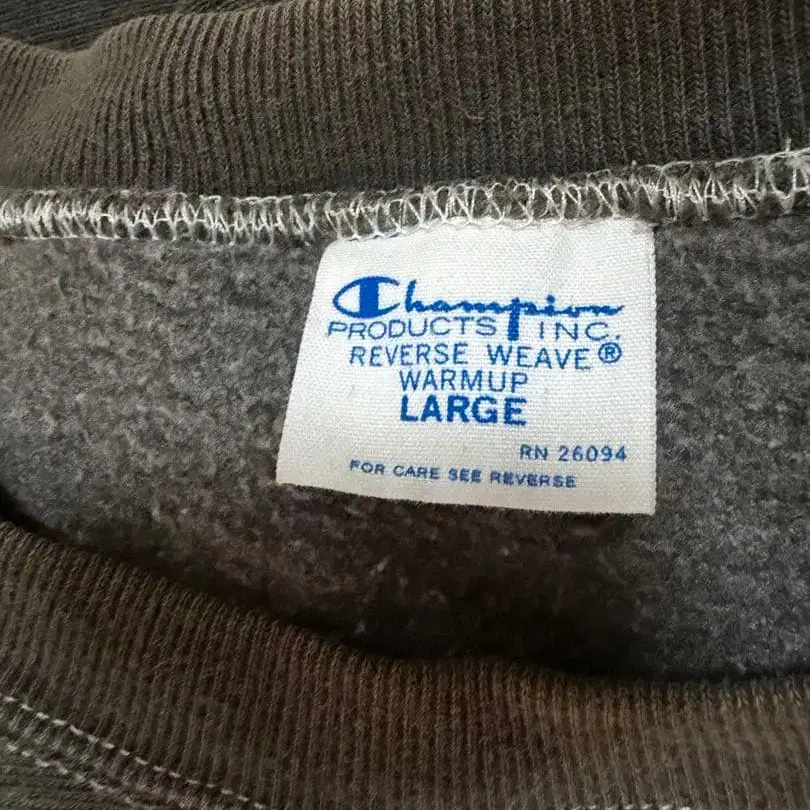 Champion
PRODUCTS INC.
REVERSE WEAVE®
WARMUP
LARGE
RN 26094
FOR CARE SEE REVERSE